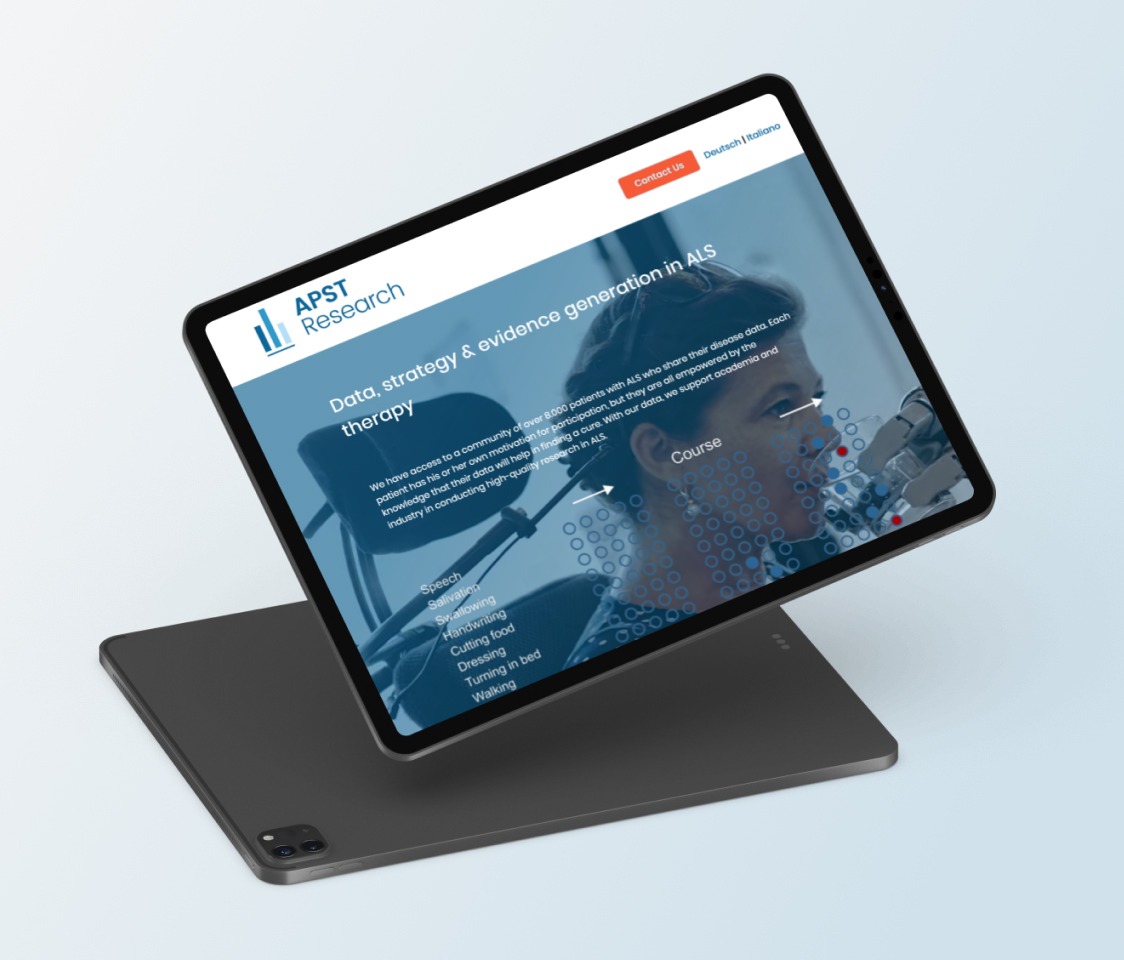 APST
Research
Contact Us
Deutsch | Italiano
Data, strategy & evidence generation in ALS
therapy
We have access to a community of over 8.000 patients with ALS who share their disease data. Each
patient has his or her own motivation for participation, but they are all empowered by the
knowledge that their data will help in finding a cure. With our data, we support academia and
industry in conducting high-quality research in ALS.
Course
Speech
Salivation
Swallowing
Handwriting
Cutting food
Dressing
Turning in bed
Walking